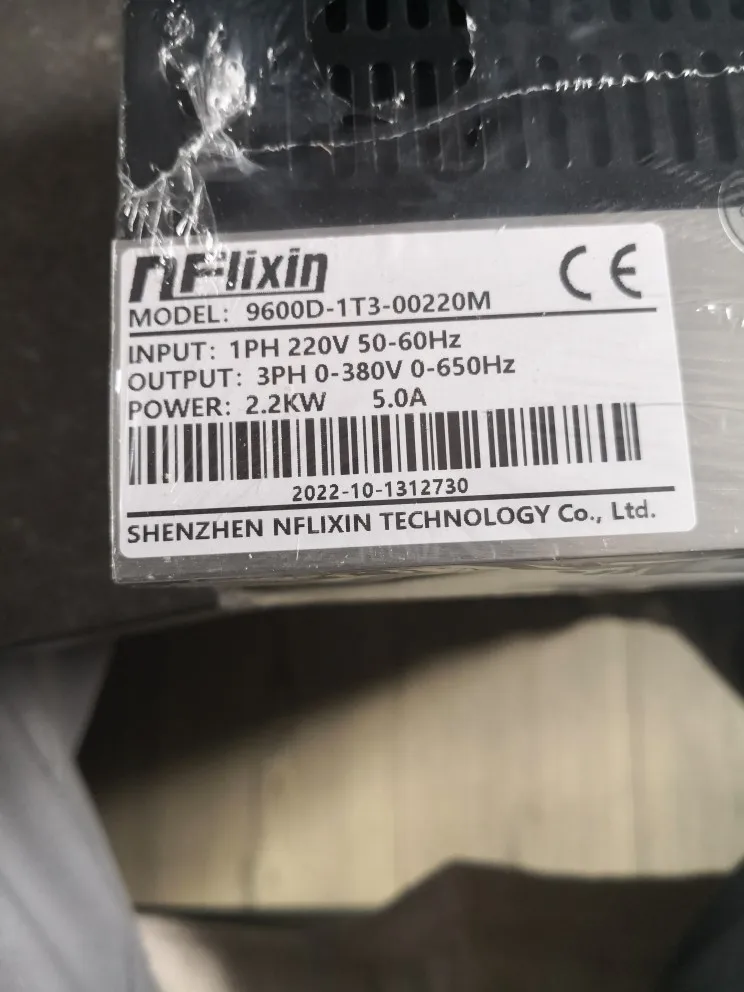 NFlixin CE
MODEL: 9600D-1T3-00220M
INPUT: 1PH 220V 50-60Hz
OUTPUT: 3PH 0-380V 0-650Hz
POWER: 2.2KW 5.0A
2022-10-1312730
SHENZHEN NFLIXIN TECHNOLOGY Co., Ltd.